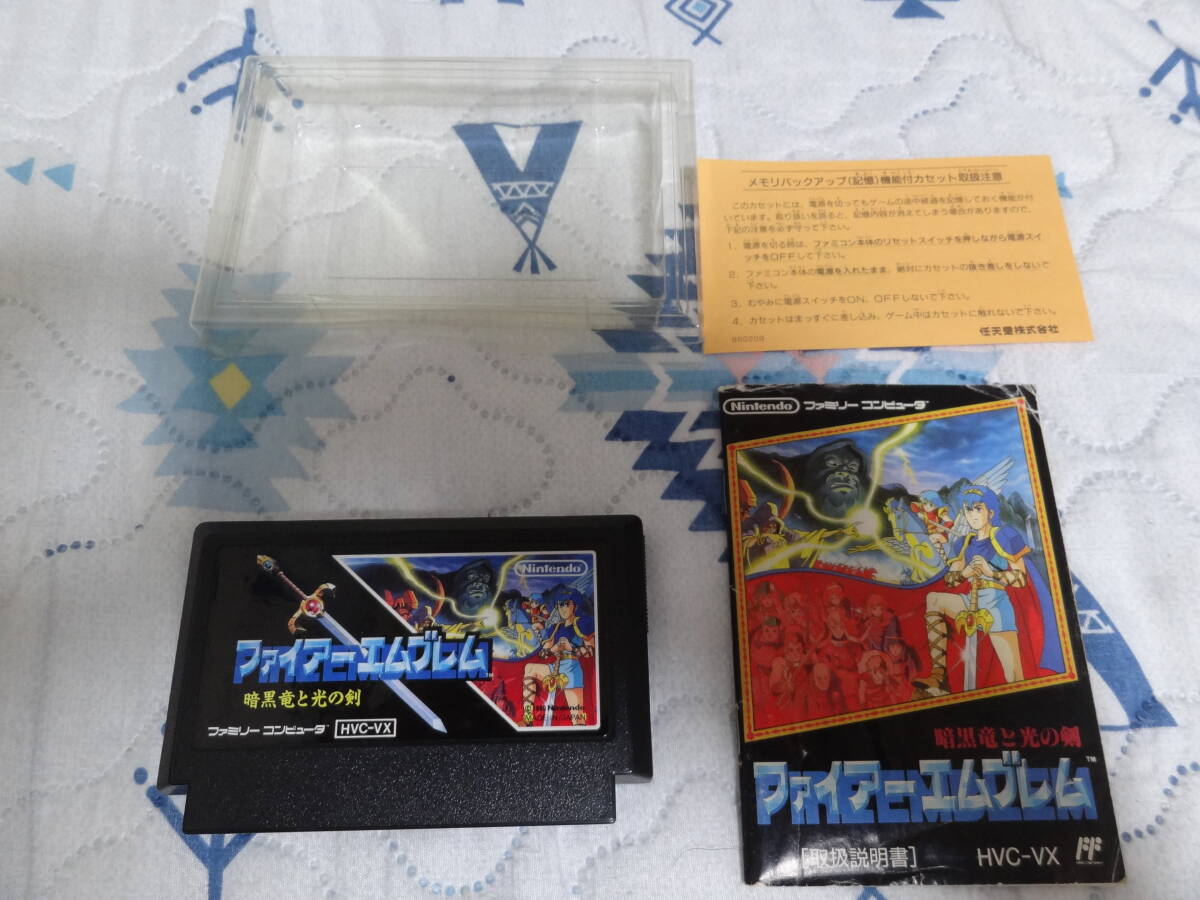 メモリバックアップ(記憶)機能付カセット取扱注意
このカセットには、電源を切ってもゲームの途中経過を記憶しておく機能が付
いています。取り扱いを誤ると、記憶内容が消えてしまう場合がありますので、
下記の注意を必ず守って下さい。
1. 電源を切る時は、ファミコン本体のリセットスイッチを押しながら電源スイ
ッチをOFFして下さい。
2. ファミコン本体の電源を入れたまま、絶対にカセットの抜き差しをしないで
下さい。
3. むやみに電源スイッチをON、OFFしないで下さい。
4. カセットはまっすぐに差し込み、ゲーム中はカセットに触れないで下さい。
任天堂株式会社
Nintendo ファミリー コンピュータ™
暗黒竜と光の剣
ファイアーエムブレム™
[取扱説明書]
HVC-VX
Nintendo
ファイアーエムブレム™
暗黒竜と光の剣
ファミリー コンピュータ™ HVC-VX
Nintendo
MADE IN JAPAN